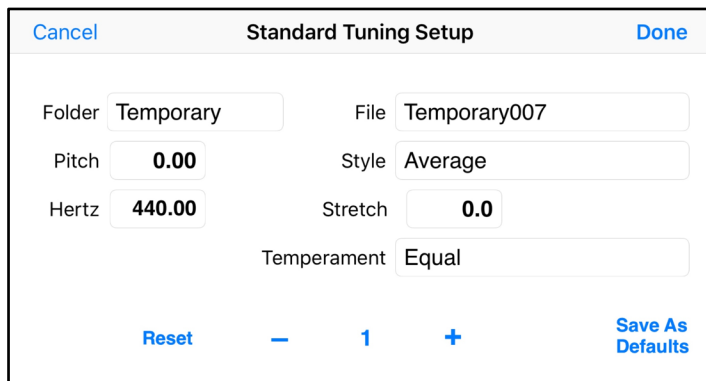 Cancel Standard Tuning Setup Done
Folder Temporary File Temporary007
Pitch 0.00 Style Average
Hertz 440.00 Stretch 0.0
Temperament Equal
Reset – 1 + Save As
Defaults